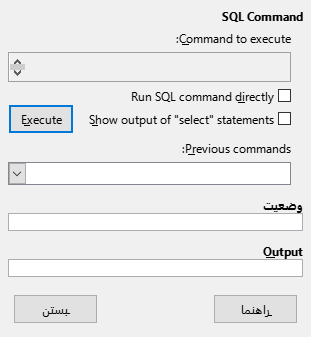 SQL Command
:Command to execute
Run SQL command directly
Execute
Show output of "select" statements
:Previous commands
وضعیت
Output
راهنما
بستن